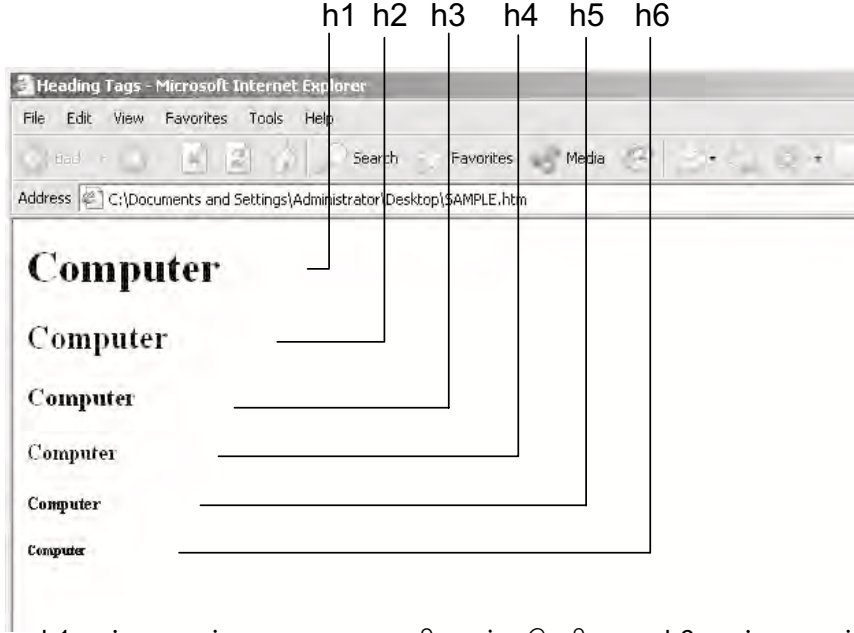 h1 h2 h3 h4 h5 h6
Heading Tags - Microsoft Internet Explorer
File Edit View Favorites Tools Help
Back Search Favorites Media
Address C:\Documents and Settings\Administrator\Desktop\SAMPLE.htm
Computer
Computer
Computer
Computer
Computer
Computer